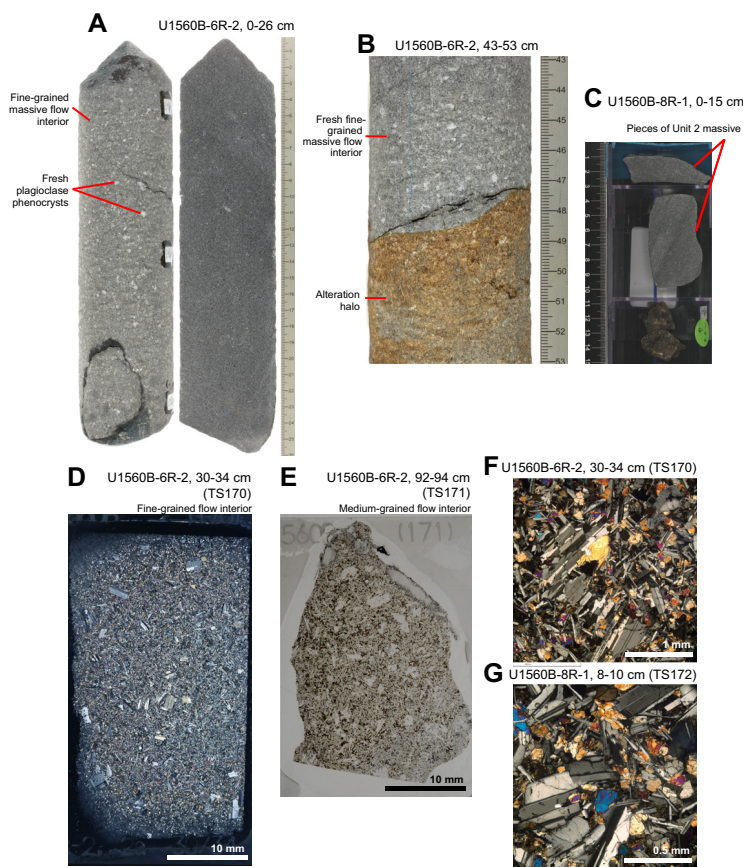 A
U1560B-6R-2, 0-26 cm
Fine-grained
massive flow
interior
Fresh
plagioclase
phenocrysts
B
U1560B-6R-2, 43-53 cm
Fresh fine-
grained
massive flow
interior
Alteration
halo
43
44
45
46
47
48
49
50
51
52
53
C
U1560B-8R-1, 0-15 cm
Pieces of Unit 2 massive
D
U1560B-6R-2, 30-34 cm
(TS170)
Fine-grained flow interior
10 mm
E
U1560B-6R-2, 92-94 cm
(TS171)
Medium-grained flow interior
(171)
10 mm
F
U1560B-6R-2, 30-34 cm (TS170)
1 mm
G
U1560B-8R-1, 8-10 cm (TS172)
0.5 mm